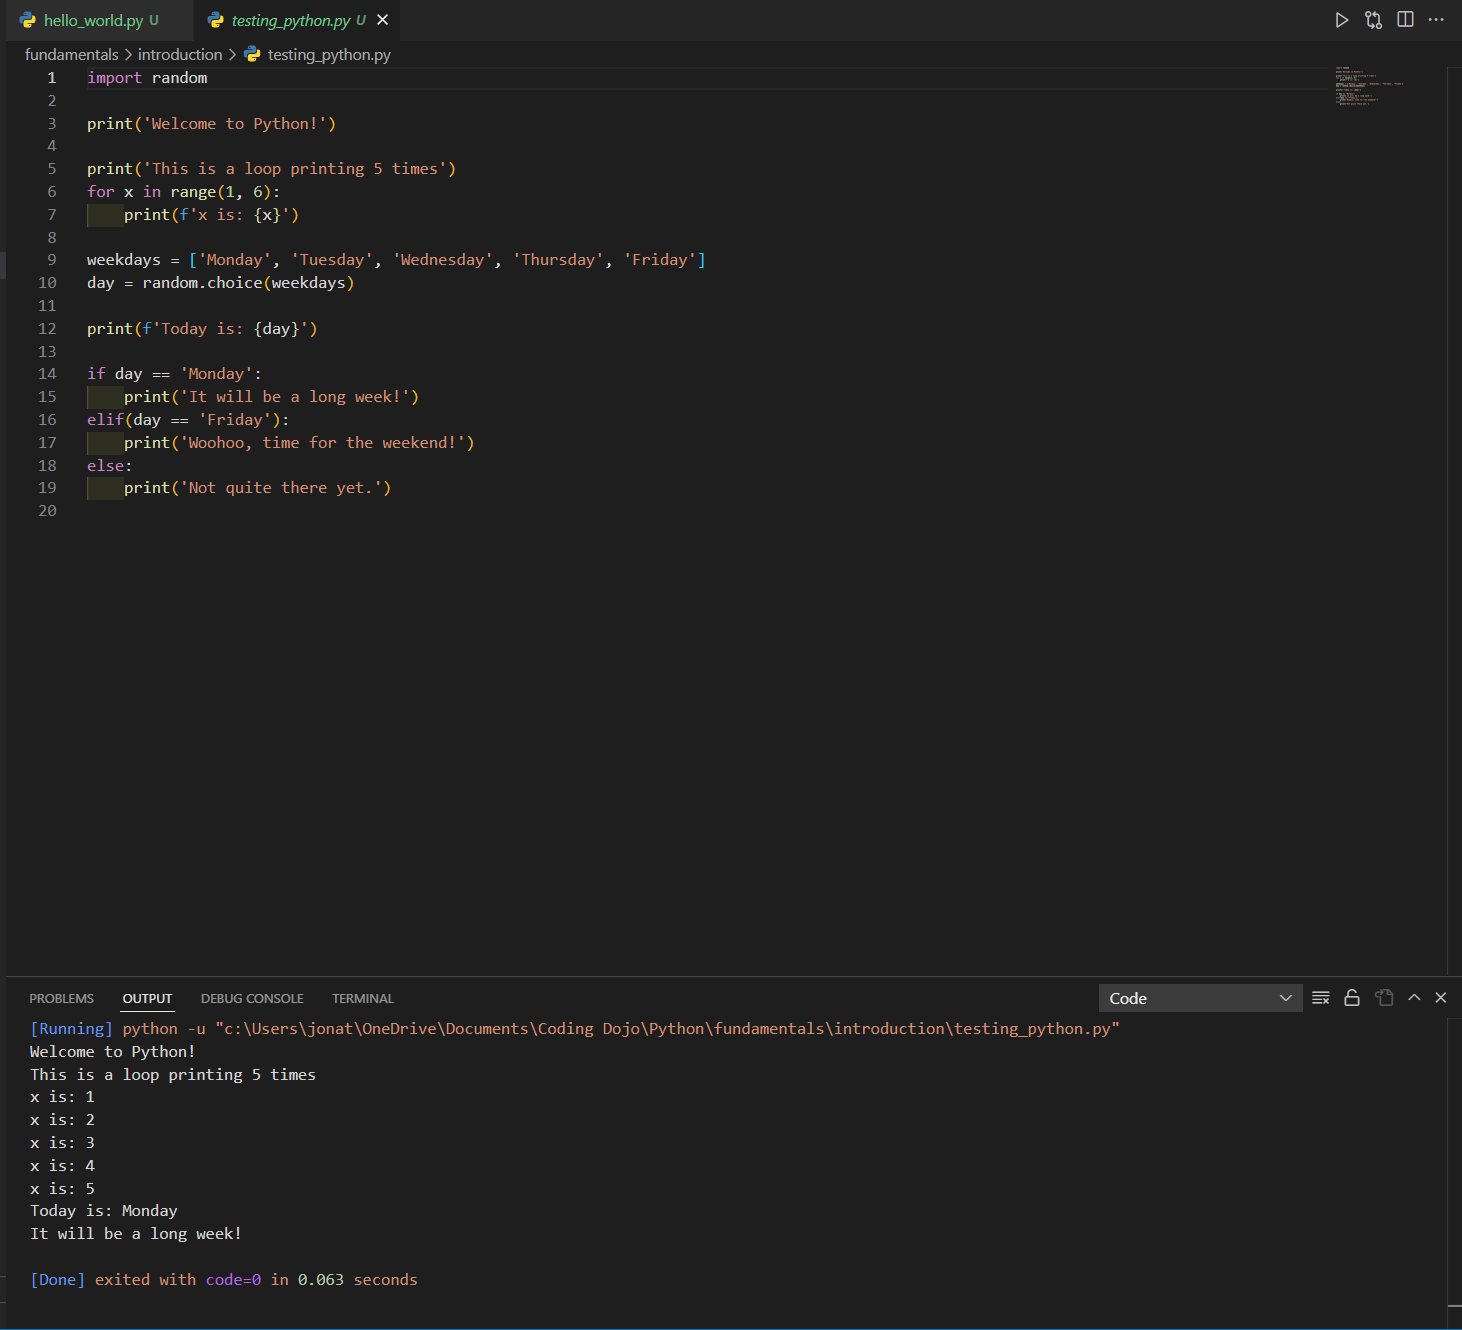 hello_world.py U testing_python.py U
fundamentals > introduction > testing_python.py
1 import random
2
3 print('Welcome to Python!')
4
5 print('This is a loop printing 5 times')
6 for x in range(1, 6):
7     print(f'x is: {x}')
8
9 weekdays = ['Monday', 'Tuesday', 'Wednesday', 'Thursday', 'Friday']
10 day = random.choice(weekdays)
11
12 print(f'Today is: {day}')
13
14 if day == 'Monday':
15     print('It will be a long week!')
16 elif(day == 'Friday'):
17     print('Woohoo, time for the weekend!')
18 else:
19     print('Not quite there yet.')
20
PROBLEMS OUTPUT DEBUG CONSOLE TERMINAL Code
[Running] python -u "c:\Users\jonat\OneDrive\Documents\Coding Dojo\Python\fundamentals\introduction\testing_python.py"
Welcome to Python!
This is a loop printing 5 times
x is: 1
x is: 2
x is: 3
x is: 4
x is: 5
Today is: Monday
It will be a long week!
[Done] exited with code=0 in 0.063 seconds